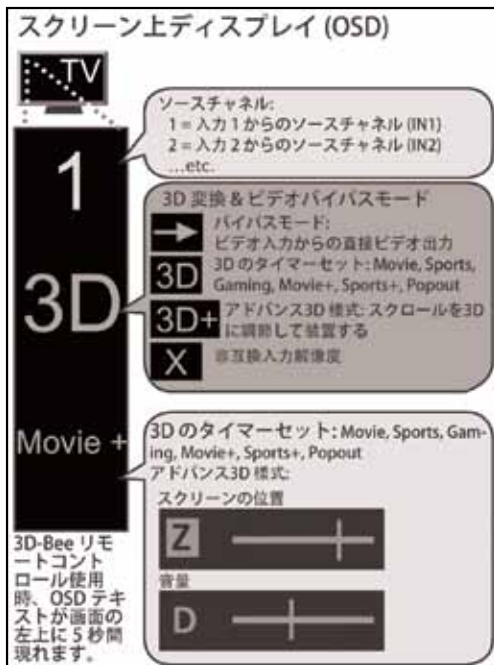 スクリーン上ディスプレイ (OSD)
TV
1
3D
Movie +
ソースチャネル:
1 = 入力 1 からのソースチャネル (IN1)
2 = 入力 2 からのソースチャネル (IN2)
...etc.
3D 変換 & ビデオバイパスモード
バイパスモード:
ビデオ入力からの直接ビデオ出力
3D
3D のタイマーセット: Movie, Sports,
Gaming, Movie+, Sports+, Popout
3D+
アドバンス3D 様式: スクロールを3D
に調節して装置する
X
非互換入力解像度
3D のタイマーセット: Movie, Sports, Gam-
ing, Movie+, Sports+, Popout
アドバンス3D 様式:
スクリーンの位置
Z
音量
D
3D-Bee リモ
ートコント
ロール使用
時、OSD テキ
ストが画面の
左上に 5 秒間
現れます。